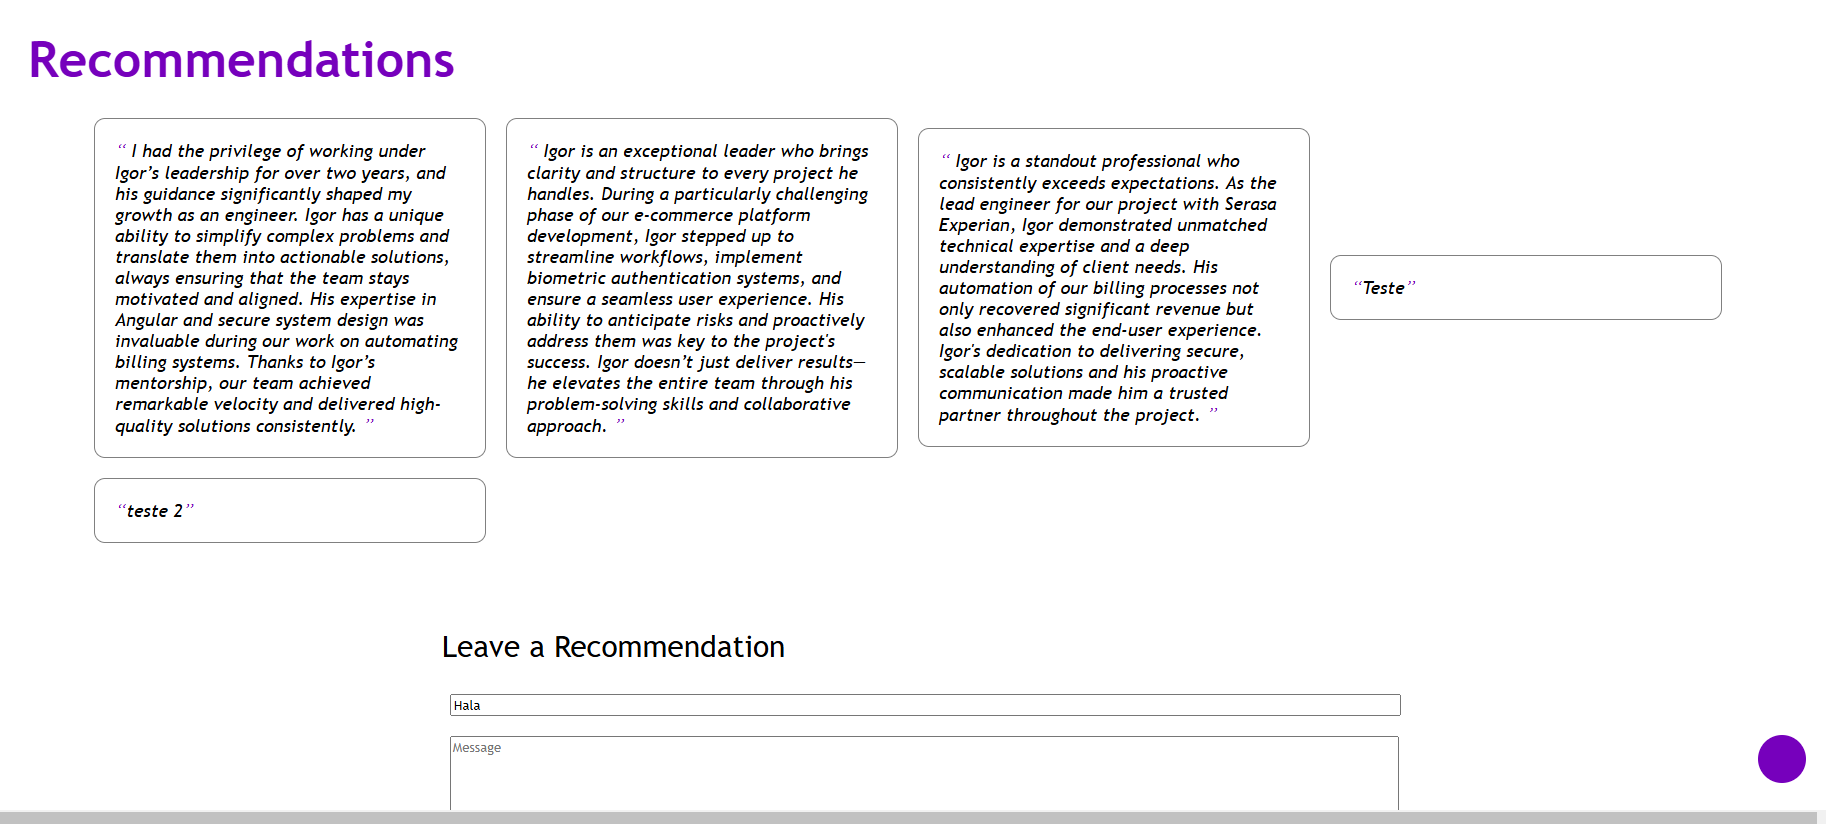 Recommendations
“ I had the privilege of working under
Igor’s leadership for over two years, and
his guidance significantly shaped my
growth as an engineer. Igor has a unique
ability to simplify complex problems and
translate them into actionable solutions,
always ensuring that the team stays
motivated and aligned. His expertise in
Angular and secure system design was
invaluable during our work on automating
billing systems. Thanks to Igor’s
mentorship, our team achieved
remarkable velocity and delivered high-
quality solutions consistently. ”
“ Igor is an exceptional leader who brings
clarity and structure to every project he
handles. During a particularly challenging
phase of our e-commerce platform
development, Igor stepped up to
streamline workflows, implement
biometric authentication systems, and
ensure a seamless user experience. His
ability to anticipate risks and proactively
address them was key to the project's
success. Igor doesn’t just deliver results—
he elevates the entire team through his
problem-solving skills and collaborative
approach. ”
“ Igor is a standout professional who
consistently exceeds expectations. As the
lead engineer for our project with Serasa
Experian, Igor demonstrated unmatched
technical expertise and a deep
understanding of client needs. His
automation of our billing processes not
only recovered significant revenue but
also enhanced the end-user experience.
Igor's dedication to delivering secure,
scalable solutions and his proactive
communication made him a trusted
partner throughout the project. ”
“Teste”
“teste 2”
Leave a Recommendation
Hala
Message